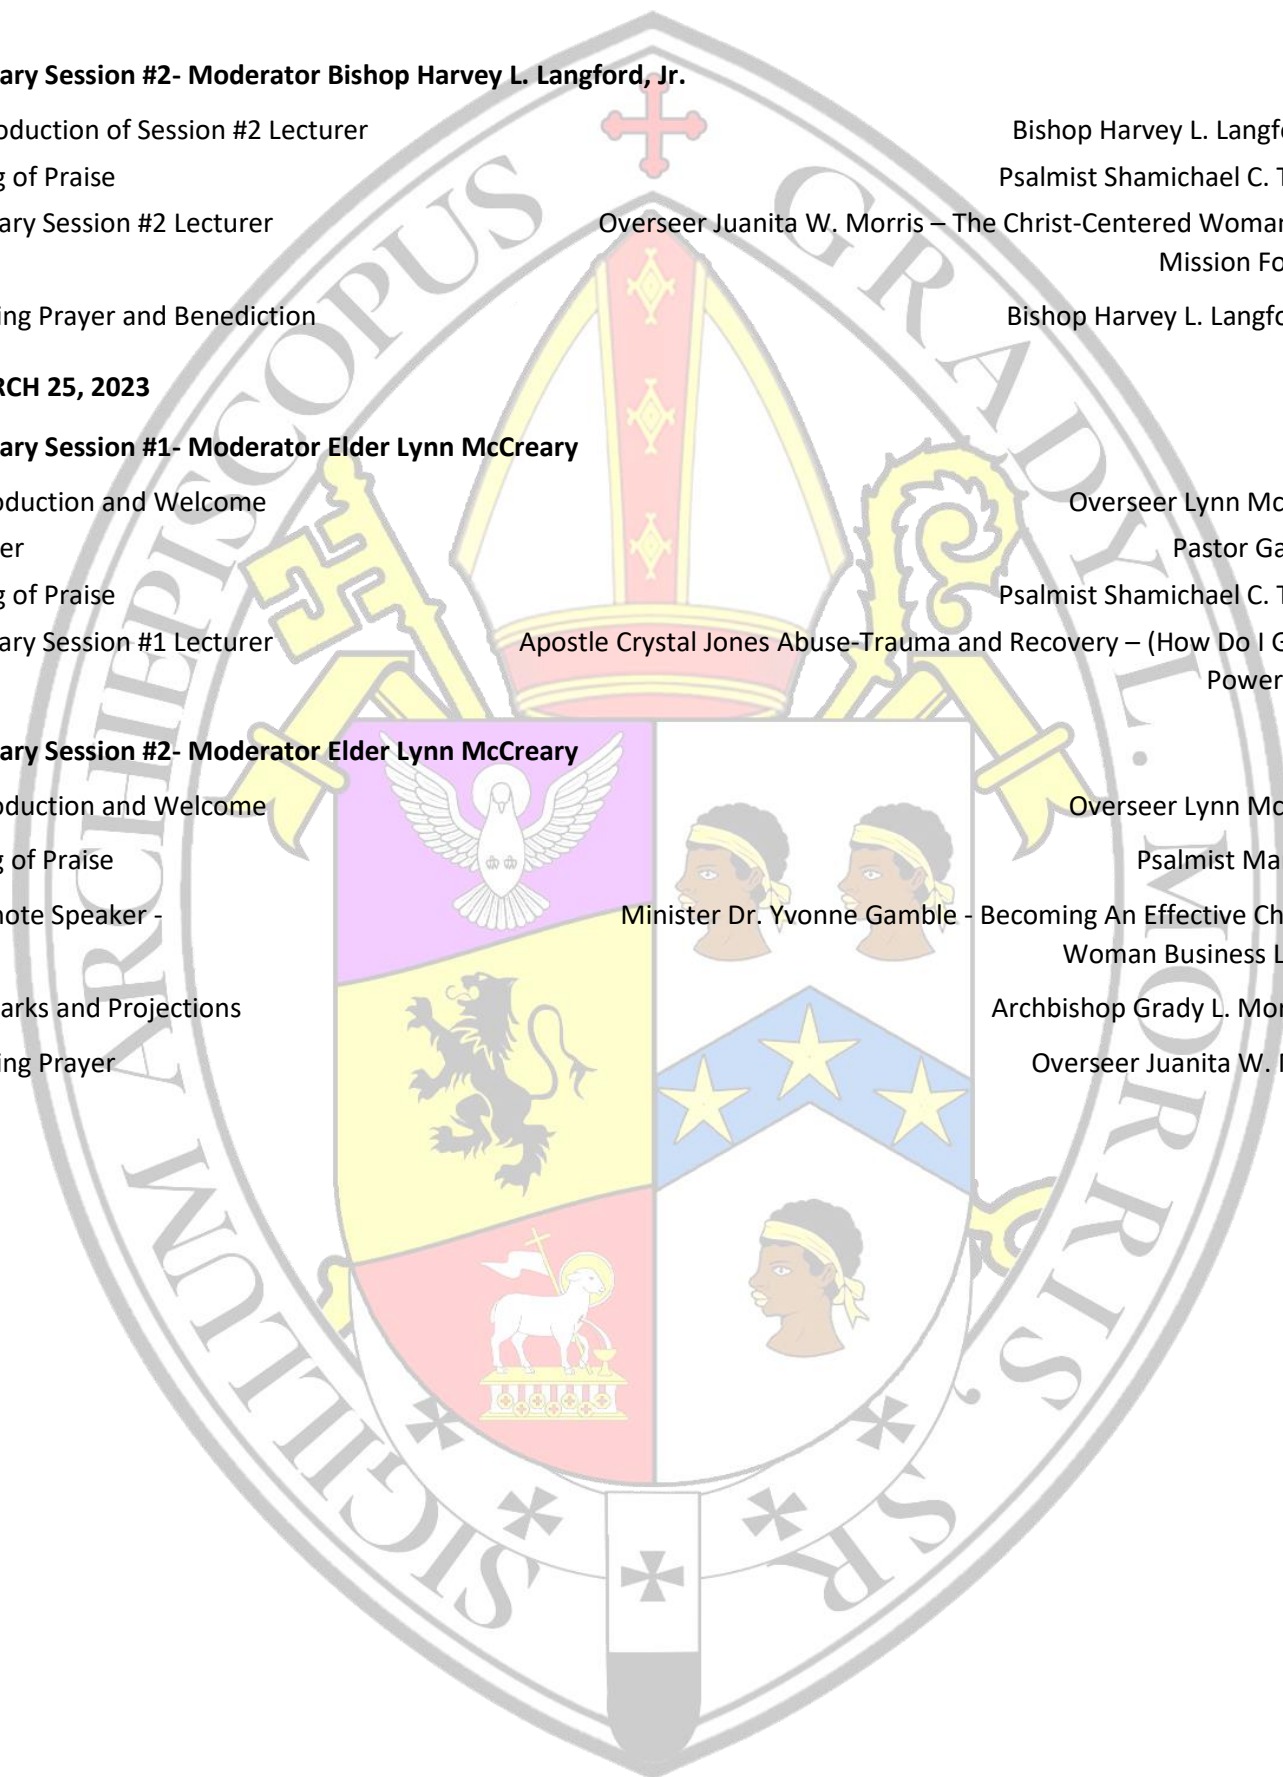 ary Session #2- Moderator Bishop Harvey L. Langford, Jr.
oduction of Session #2 Lecturer Bishop Harvey L. Langfo
g of Praise Psalmist Shamichael C. T
ary Session #2 Lecturer Overseer Juanita W. Morris – The Christ-Centered Woman
Mission Fo
ing Prayer and Benediction Bishop Harvey L. Langfo
RCH 25, 2023
ary Session #1- Moderator Elder Lynn McCreary
oduction and Welcome Overseer Lynn Mc
er Pastor Ga
g of Praise Psalmist Shamichael C. T
ary Session #1 Lecturer Apostle Crystal Jones Abuse-Trauma and Recovery – (How Do I G
Power
ary Session #2- Moderator Elder Lynn McCreary
oduction and Welcome Overseer Lynn Mc
g of Praise Psalmist Ma
note Speaker - Minister Dr. Yvonne Gamble - Becoming An Effective Ch
Woman Business L
arks and Projections Archbishop Grady L. Mor
ing Prayer Overseer Juanita W. M
SIGILLUM ARCHIEPISCOPUS GRADY L. MORRIS, SR